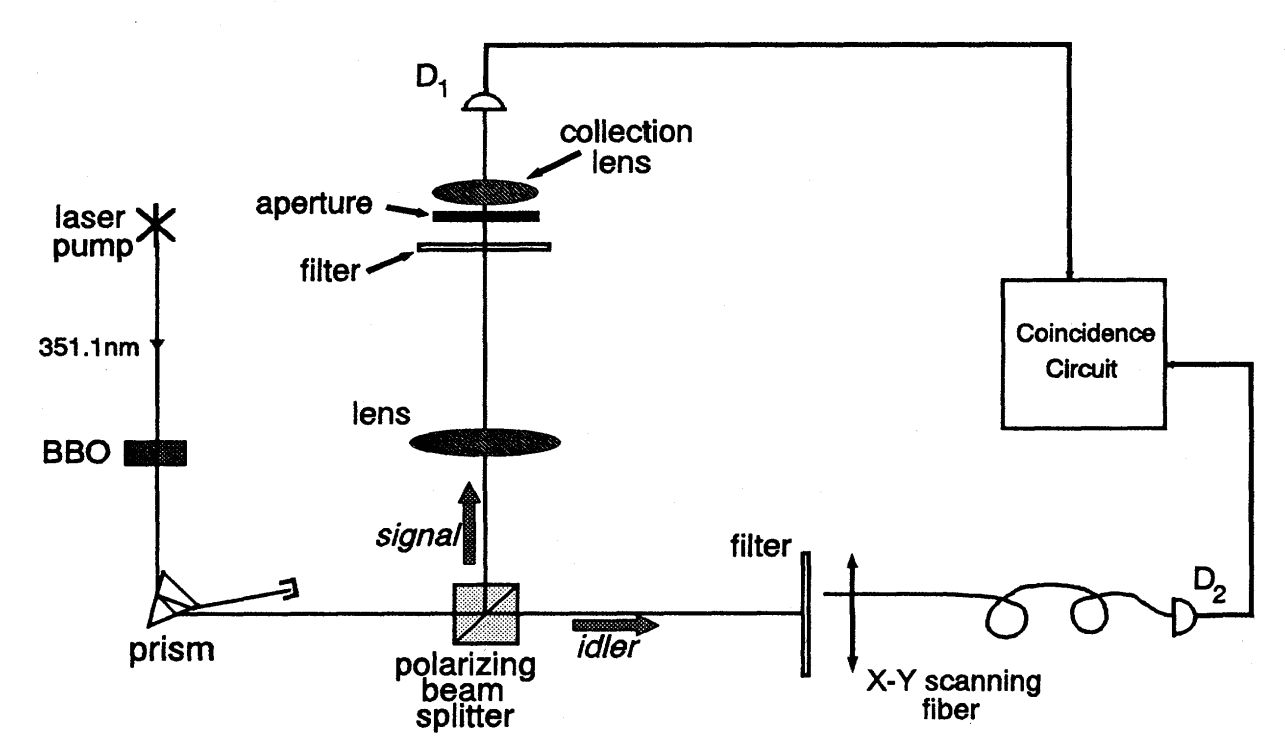 D1
collection
lens
aperture
filter
laser
pump
351.1nm
BBO
lens
signal
prism
polarizing
beam
splitter
idler
filter
X-Y scanning
fiber
D2
Coincidence
Circuit